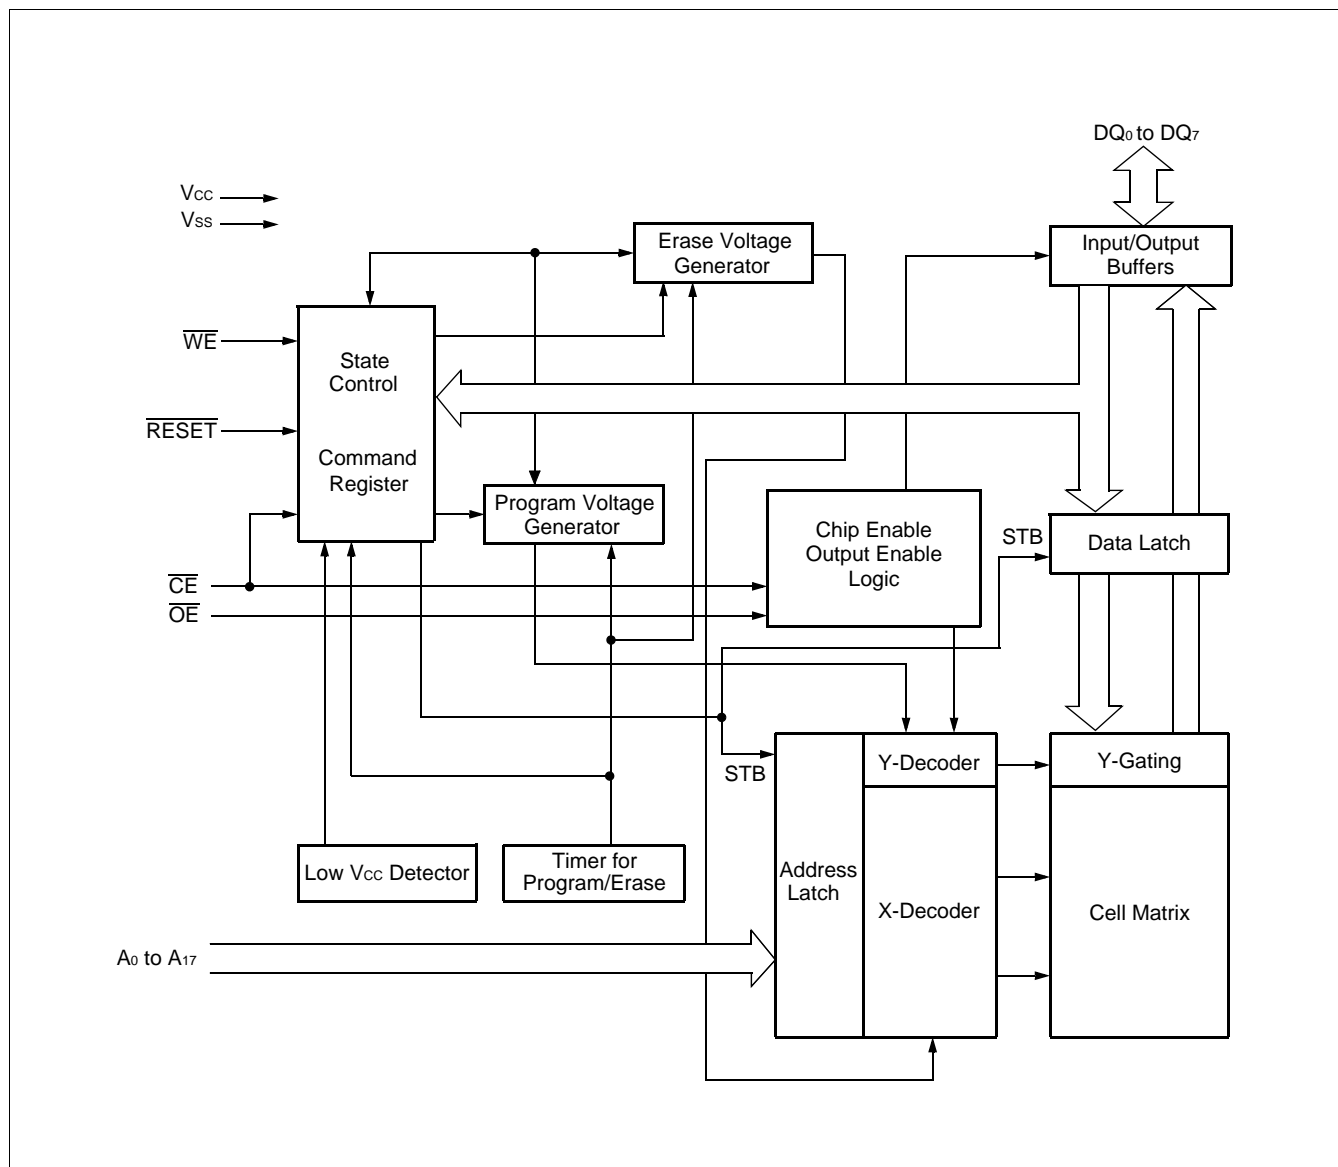 DQ0 to DQ7
VCC
VSS
Erase Voltage
Generator
Input/Output
Buffers
WE
State
Control
RESET
Command
Register
Program Voltage
Generator
Chip Enable
Output Enable
Logic
STB
Data Latch
CE
OE
STB
Y-Decoder
Y-Gating
Low VCC Detector
Timer for
Program/Erase
Address
Latch
X-Decoder
Cell Matrix
A0 to A17